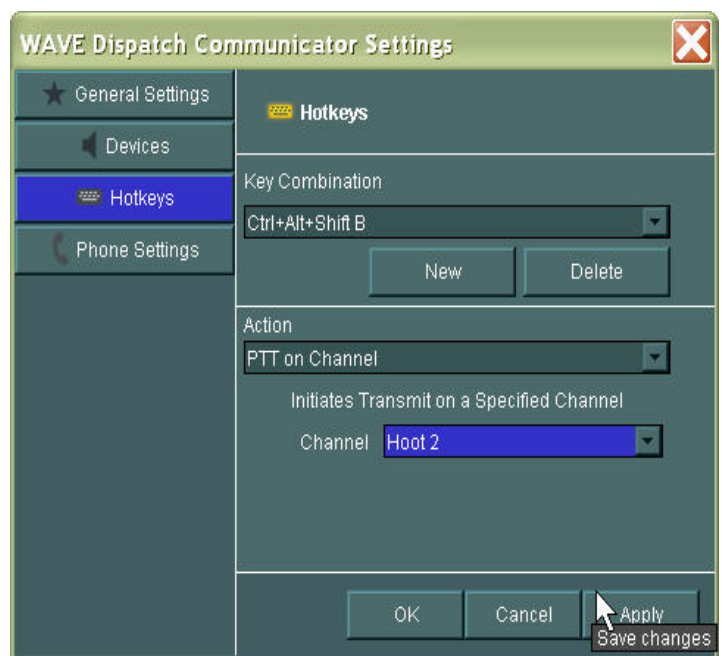 WAVE Dispatch Communicator Settings
General Settings
Devices
Hotkeys
Phone Settings
Hotkeys
Key Combination
Ctrl+Alt+Shift B
New Delete
Action
PTT on Channel
Initiates Transmit on a Specified Channel
Channel Hoot 2
OK Cancel Apply
Save changes